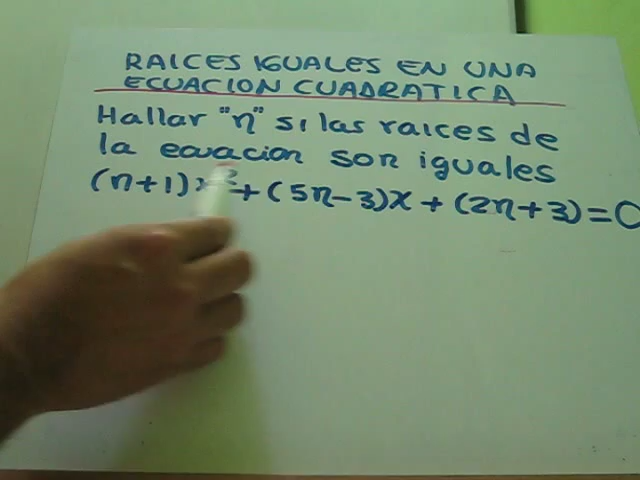 RAICES IGUALES EN UNA
ECUACION CUADRATICA
Hallar "n" si las raices de
la ecuacion son iguales
(n+1)x²+(5n-3)x+(2n+3)=0